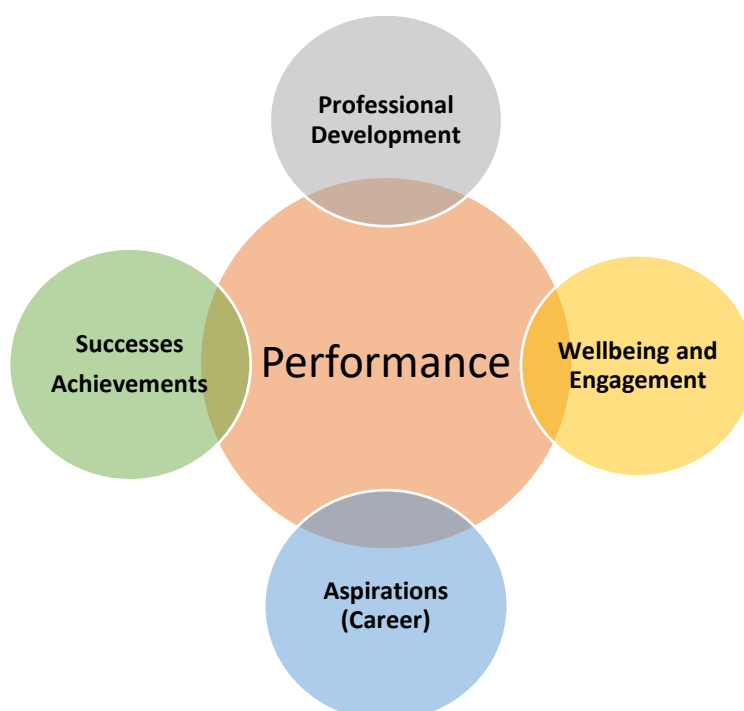 Professional
Development
Successes
Achievements
Performance
Wellbeing and
Engagement
Aspirations
(Career)